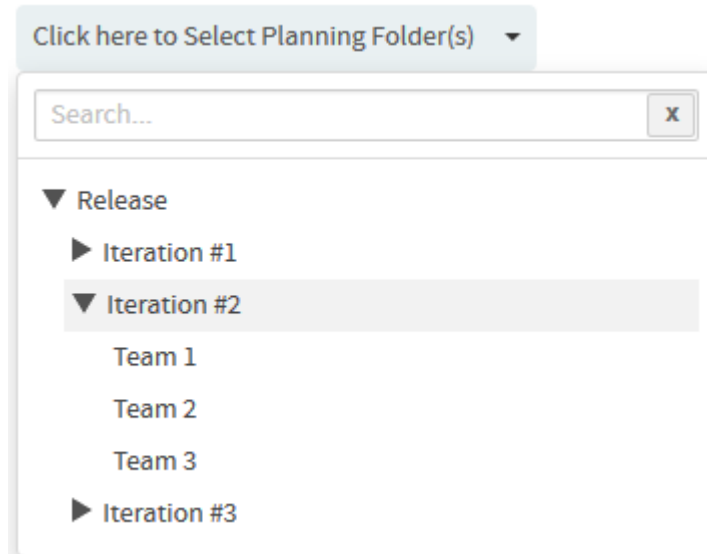 Click here to Select Planning Folder(s)
Search...
x
Release
Iteration #1
Iteration #2
Team 1
Team 2
Team 3
Iteration #3